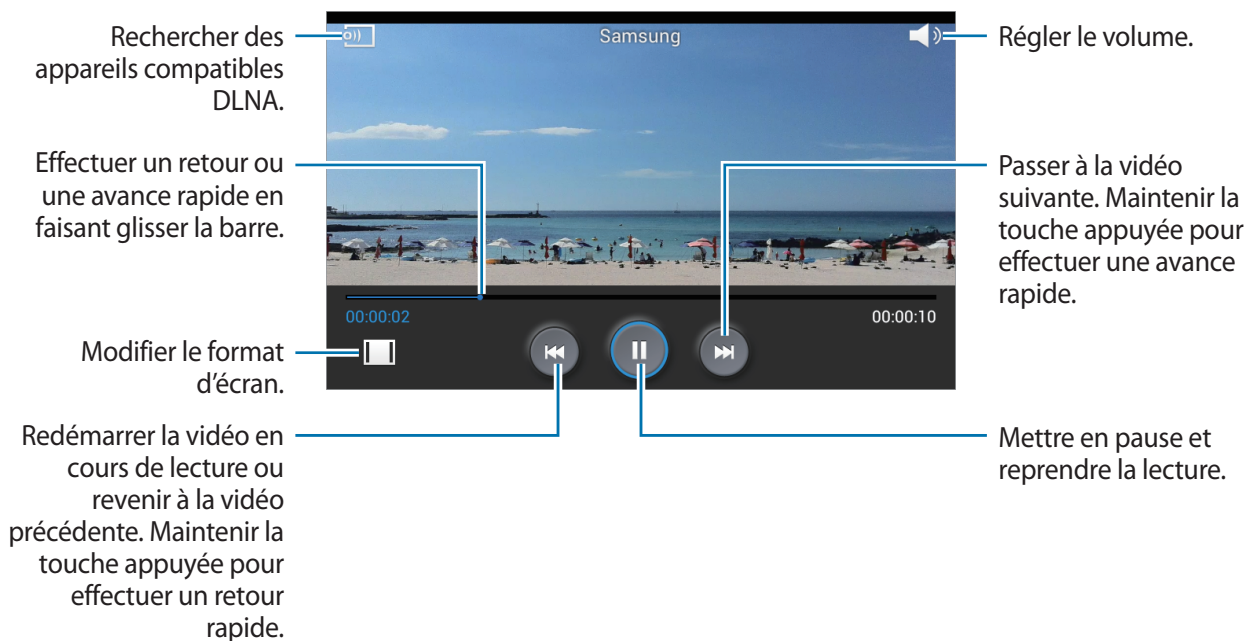 Rechercher des
appareils compatibles
DLNA.
Effectuer un retour ou
une avance rapide en
faisant glisser la barre.
Modifier le format
d’écran.
Redémarrer la vidéo en
cours de lecture ou
revenir à la vidéo
précédente. Maintenir la
touche appuyée pour
effectuer un retour
rapide.
Samsung
00:00:02
00:00:10
Régler le volume.
Passer à la vidéo
suivante. Maintenir la
touche appuyée pour
effectuer une avance
rapide.
Mettre en pause et
reprendre la lecture.